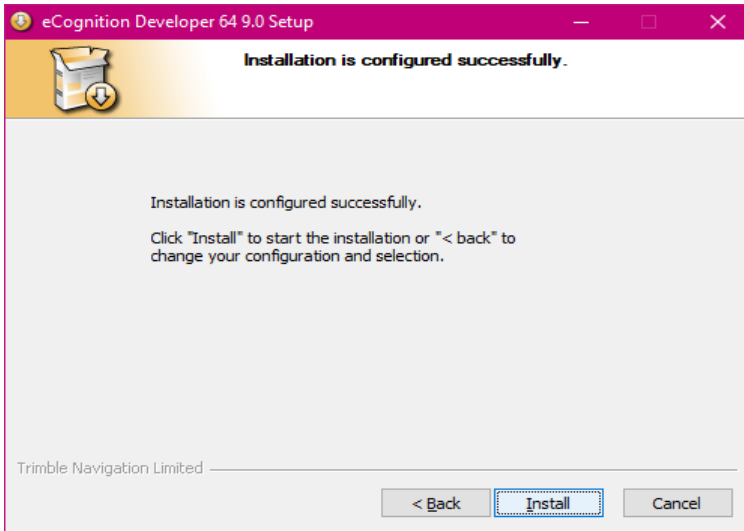 eCognition Developer 64 9.0 Setup
Installation is configured successfully.
Installation is configured successfully.
Click "Install" to start the installation or "< back" to
change your configuration and selection.
Trimble Navigation Limited
< Back Install Cancel